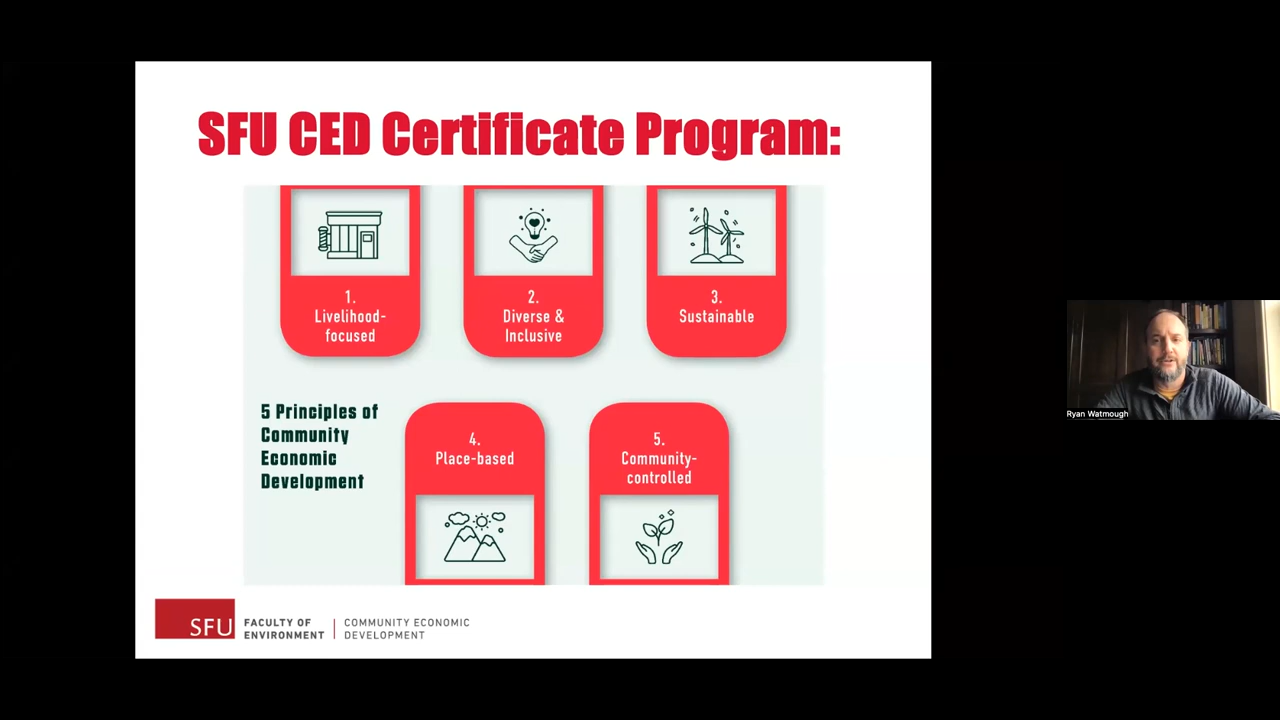 SFU CED Certificate Program:
1.
Livelihood-
focused
2.
Diverse &
Inclusive
3.
Sustainable
5 Principles of
Community
Economic
Development
4.
Place-based
5.
Community-
controlled
SFU
FACULTY OF
ENVIRONMENT
COMMUNITY ECONOMIC
DEVELOPMENT
Ryan Watmough